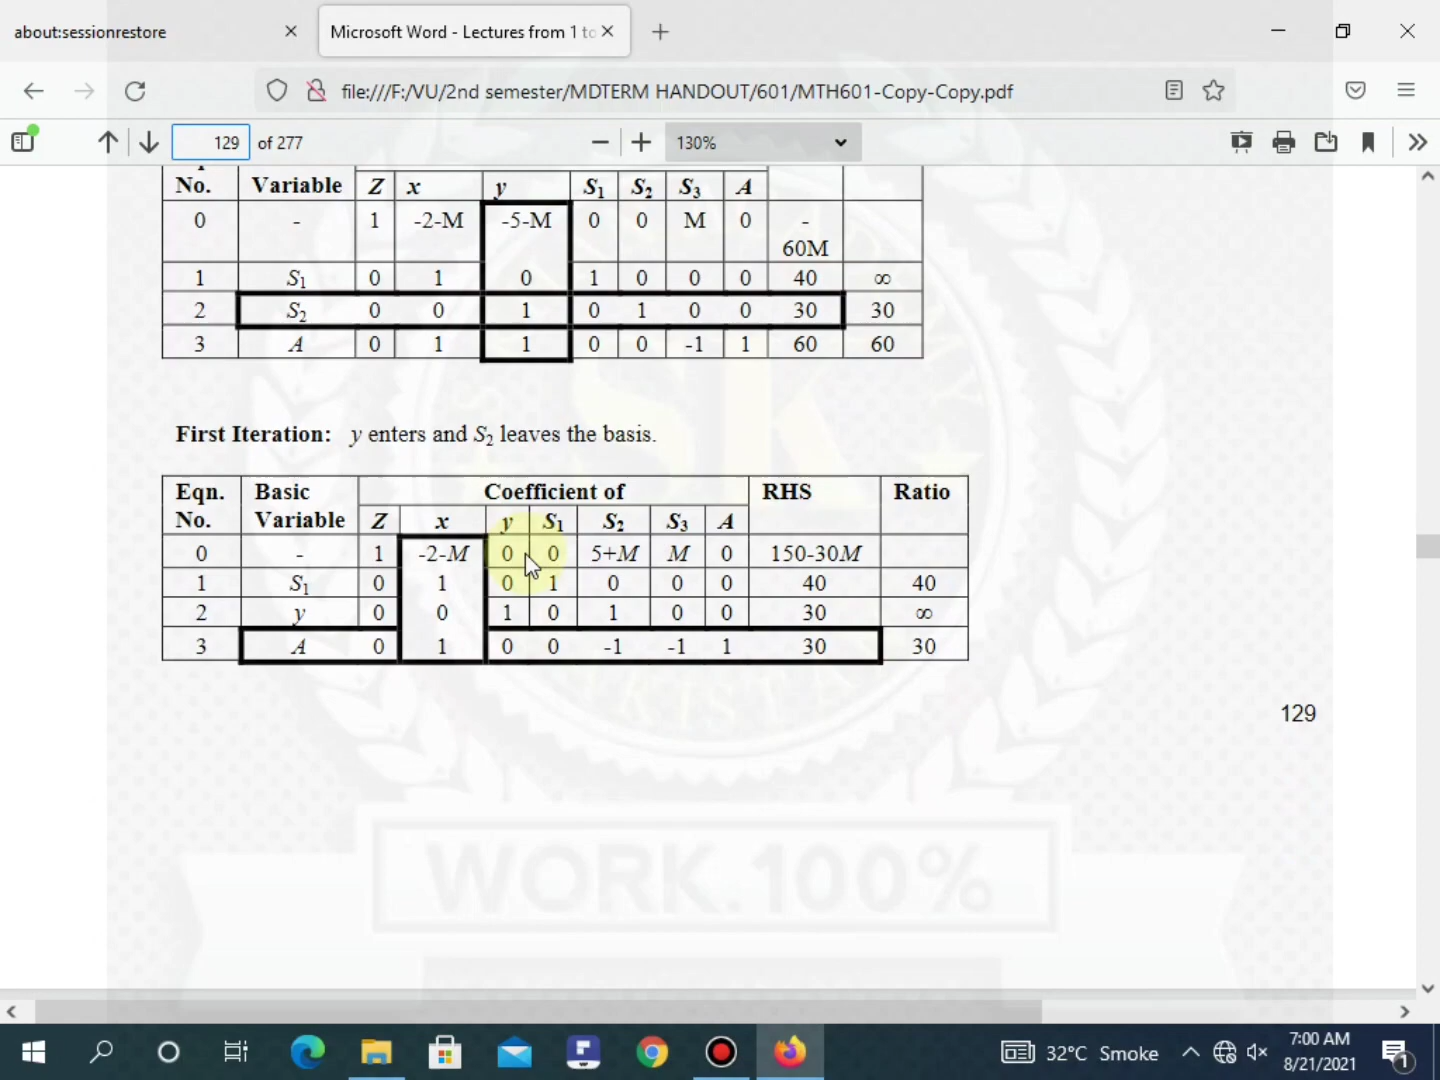 about:sessionrestore
Microsoft Word - Lectures from 1 to
file:///F:/VU/2nd semester/MDTERM HANDOUT/601/MTH601-Copy-Copy.pdf
129 of 277
130%
No. Variable Z x y S1 S2 S3 A
0 - 1 -2-M -5-M 0 0 M 0 -
60M
1 S1 0 1 0 1 0 0 0 40 ∞
2 S2 0 0 1 0 1 0 0 30 30
3 A 0 1 1 0 0 -1 1 60 60
First Iteration: y enters and S2 leaves the basis.
Eqn. Basic Coefficient of RHS Ratio
No. Variable Z x y S1 S2 S3 A
0 - 1 -2-M 0 0 5+M M 0 150-30M
1 S1 0 1 0 1 0 0 0 40 40
2 y 0 0 1 0 1 0 0 30 ∞
3 A 0 1 0 0 -1 -1 1 30 30
129
WORK.100%
32°C Smoke
7:00 AM
8/21/2021
1